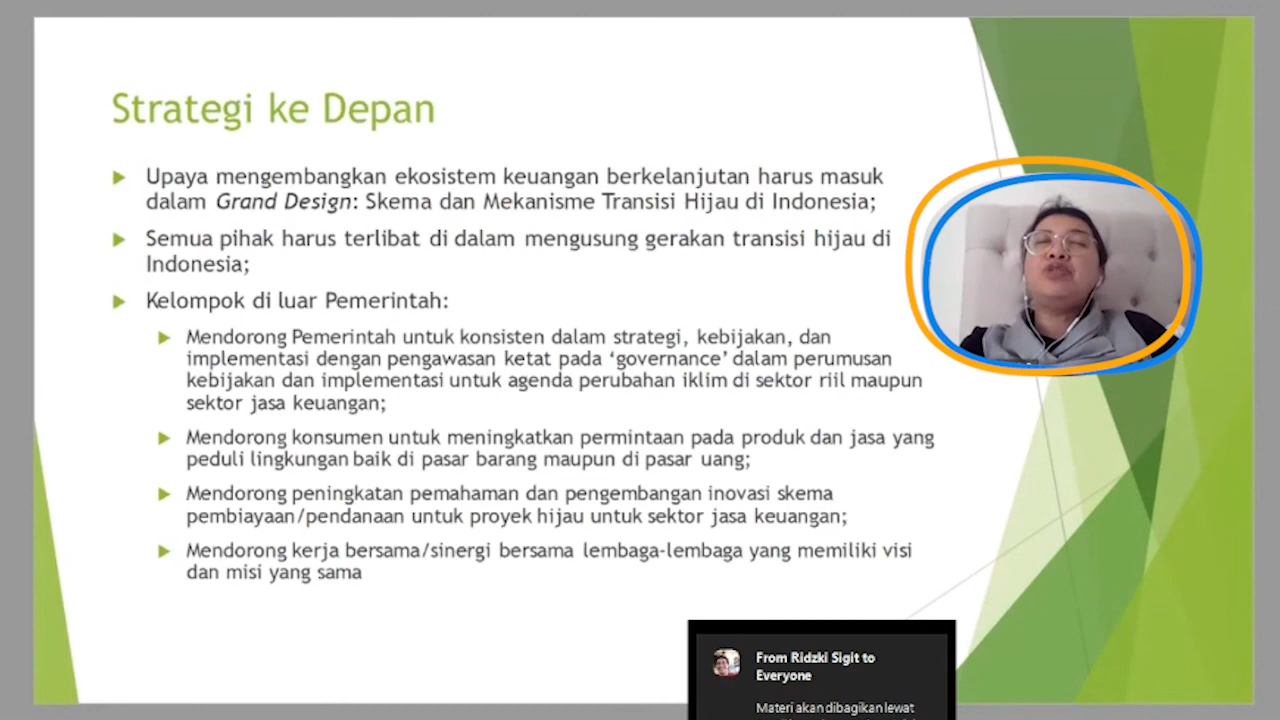 Strategi ke Depan
Upaya mengembangkan ekosistem keuangan berkelanjutan harus masuk
dalam Grand Design: Skema dan Mekanisme Transisi Hijau di Indonesia;
Semua pihak harus terlibat di dalam mengusung gerakan transisi hijau di
Indonesia;
Kelompok di luar Pemerintah:
Mendorong Pemerintah untuk konsisten dalam strategi, kebijakan, dan
implementasi dengan pengawasan ketat pada ‘governance’ dalam perumusan
kebijakan dan implementasi untuk agenda perubahan iklim di sektor riil maupun
sektor jasa keuangan;
Mendorong konsumen untuk meningkatkan permintaan pada produk dan jasa yang
peduli lingkungan baik di pasar barang maupun di pasar uang;
Mendorong peningkatan pemahaman dan pengembangan inovasi skema
pembiayaan/pendanaan untuk proyek hijau untuk sektor jasa keuangan;
Mendorong kerja bersama/sinergi bersama lembaga-lembaga yang memiliki visi
dan misi yang sama
From Ridzki Sigit to
Everyone
Materi akan dibagikan lewat